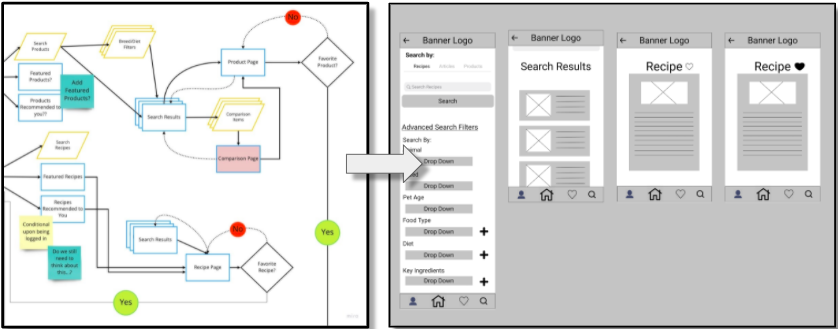 No
Search
Products
Brand/Diet
Filters
Product Page
Favorite
Product?
Featured
Products?
Add
Featured
Products?
Products
Recommended to
you??
Search Results
Comparison
Items
Comparison Page
Search
Recipes
Featured Recipes
Recipes
Recommended to
You
Conditional
upon being
logged in
Do we still
need to
think about
this...?
Search Results
No
Recipe Page
Favorite
Recipe?
Yes
Yes
Banner Logo
Search by:
Recipes Articles Products
Search Recipes
Search
Advanced Search Filters
Search By:
Drop Down
Drop Down
Pet Age
Drop Down
Food Type
Drop Down
Diet
Drop Down
Key Ingredients
Drop Down
Banner Logo
Search Results
Banner Logo
Recipe
Banner Logo
Recipe